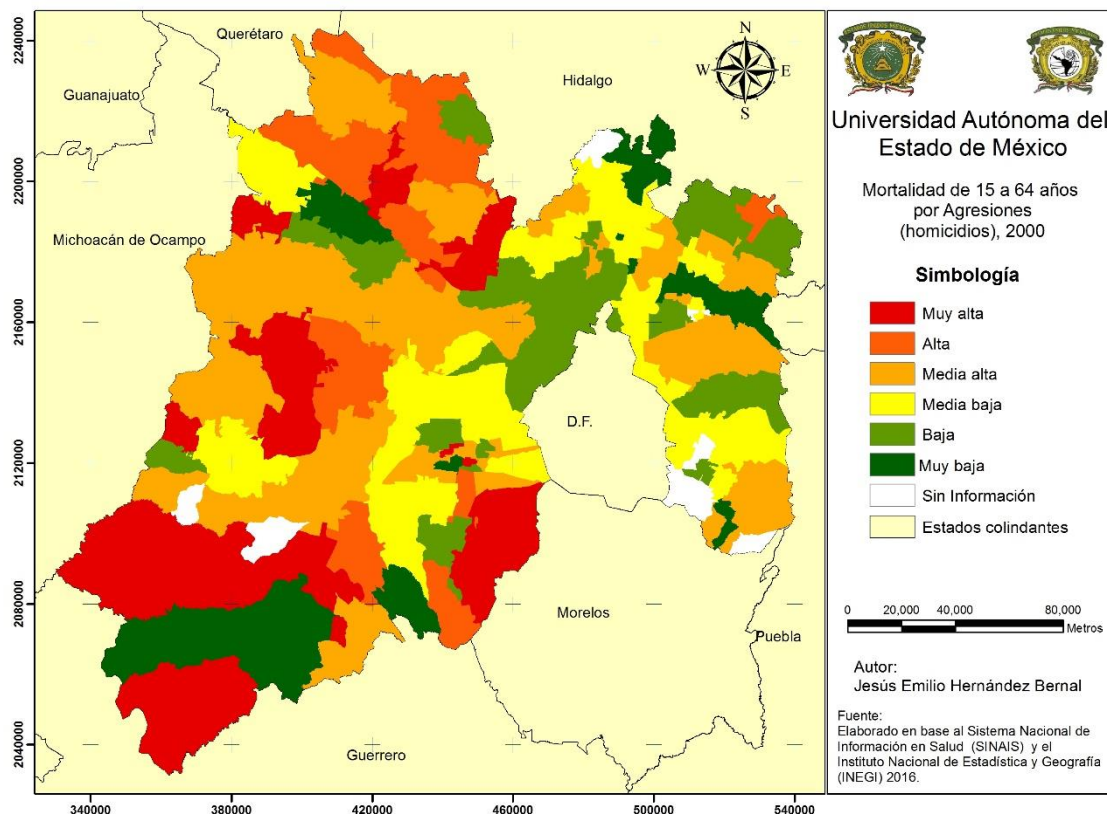 Querétaro
Guanajuato
Hidalgo
Michoacán de Ocampo
D.F.
Morelos
Puebla
Guerrero
N
W E
S
2240000
2200000
2160000
2120000
2080000
2040000
340000 380000 420000 460000 500000 540000
Universidad Autónoma del
Estado de México
Mortalidad de 15 a 64 años
por Agresiones
(homicidios), 2000
Simbología
Muy alta
Alta
Media alta
Media baja
Baja
Muy baja
Sin Información
Estados colindantes
0 20,000 40,000 80,000
Metros
Autor:
Jesús Emilio Hernández Bernal
Fuente:
Elaborado en base al Sistema Nacional de
Información en Salud (SINAIS) y el
Instituto Nacional de Estadística y Geografía
(INEGI) 2016.